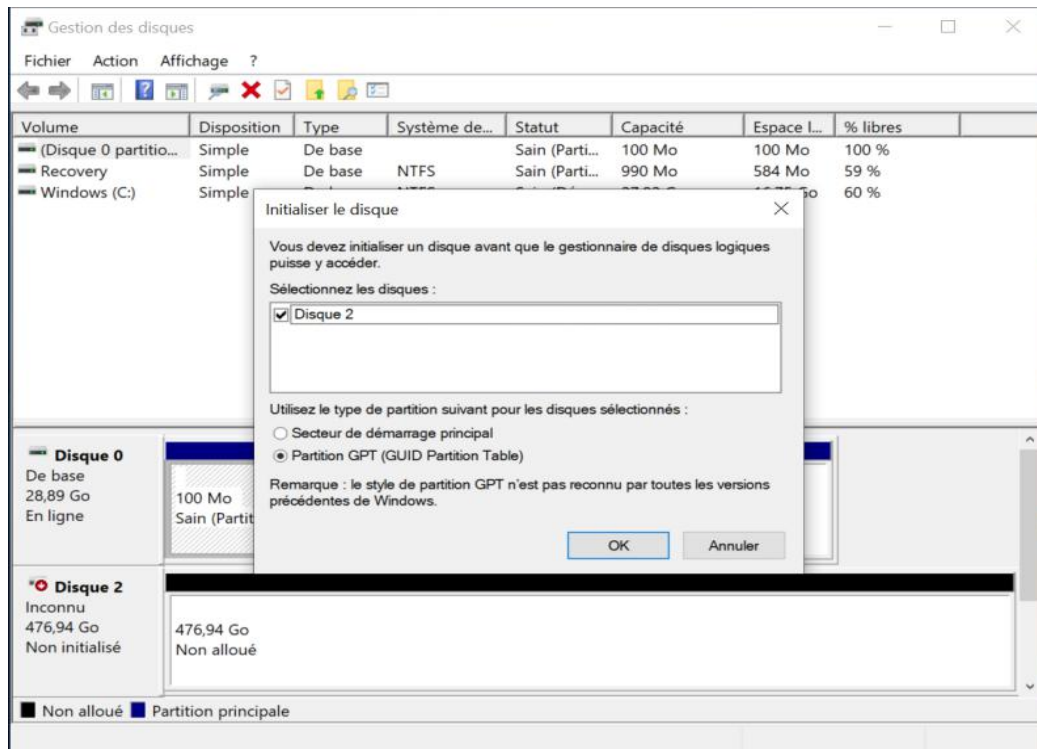 Gestion des disques
Fichier Action Affichage ?
Volume Disposition Type Système de... Statut Capacité Espace l... % libres
(Disque 0 partitio... Simple De base Sain (Parti... 100 Mo 100 Mo 100 %
Recovery Simple De base NTFS Sain (Parti... 990 Mo 584 Mo 59 %
Windows (C:) Simple 60 %
Initialiser le disque
Vous devez initialiser un disque avant que le gestionnaire de disques logiques
puisse y accéder.
Sélectionnez les disques :
Disque 2
Utilisez le type de partition suivant pour les disques sélectionnés :
Secteur de démarrage principal
Partition GPT (GUID Partition Table)
Remarque : le style de partition GPT n'est pas reconnu par toutes les versions
précédentes de Windows.
OK Annuler
Disque 0
De base
28,89 Go
En ligne
100 Mo
Sain (Partit
Disque 2
Inconnu
476,94 Go
Non initialisé
476,94 Go
Non alloué
Non alloué Partition principale